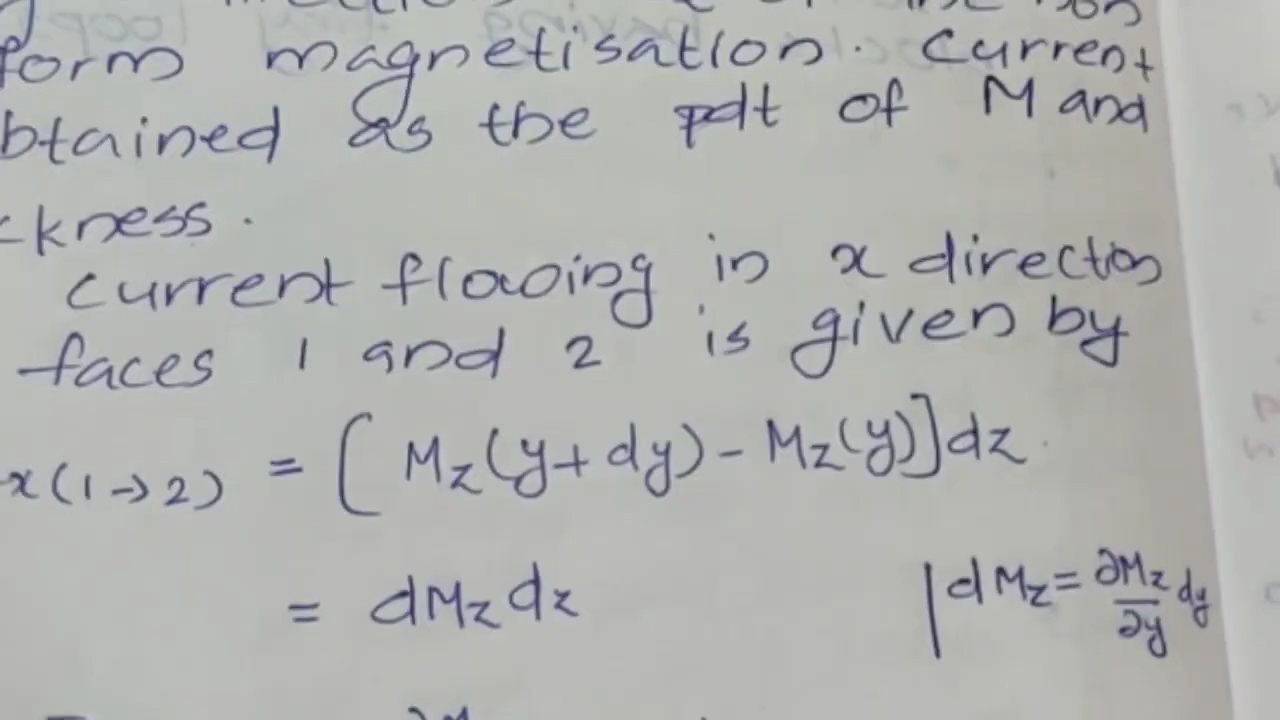 form magnetisation. Current
btained as the pdt of M and
ckness.
Current flowing in x direction
faces 1 and 2 is given by
x(1→2) = [Mz(y+dy) - Mz(y)]dz
= dMz dz | dMz = ∂Mz/∂y dy